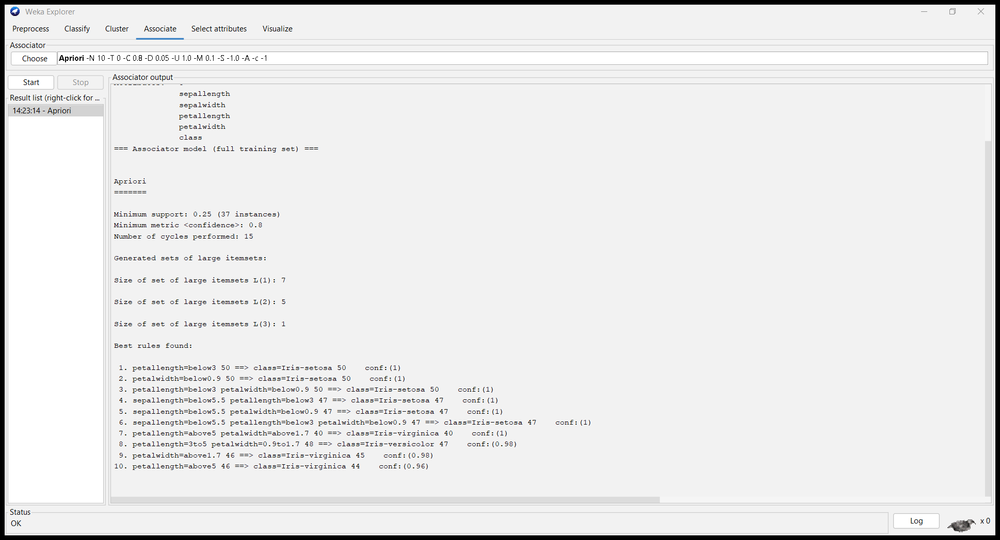 Weka Explorer
Preprocess Classify Cluster Associate Select attributes Visualize
Associator
Choose Apriori -N 10 -T 0 -C 0.8 -D 0.05 -U 1.0 -M 0.1 -S -1.0 -A -c -1
Start Stop
Result list (right-click for ...
14:23:14 - Apriori
Associator output
sepallength
sepalwidth
petallength
petalwidth
class
=== Associator model (full training set) ===
Apriori
=======
Minimum support: 0.25 (37 instances)
Minimum metric <confidence>: 0.8
Number of cycles performed: 15
Generated sets of large itemsets:
Size of set of large itemsets L(1): 7
Size of set of large itemsets L(2): 5
Size of set of large itemsets L(3): 1
Best rules found:
1. petallength=below3 50 ==> class=Iris-setosa 50 conf:(1)
2. petalwidth=below0.9 50 ==> class=Iris-setosa 50 conf:(1)
3. petallength=below3 petalwidth=below0.9 50 ==> class=Iris-setosa 50 conf:(1)
4. sepallength=below5.5 petallength=below3 47 ==> class=Iris-setosa 47 conf:(1)
5. sepallength=below5.5 petalwidth=below0.9 47 ==> class=Iris-setosa 47 conf:(1)
6. sepallength=below5.5 petallength=below3 petalwidth=below0.9 47 ==> class=Iris-setosa 47 conf:(1)
7. petallength=above5 petalwidth=above1.7 40 ==> class=Iris-virginica 40 conf:(1)
8. petallength=3to5 petalwidth=0.9to1.7 48 ==> class=Iris-versicolor 47 conf:(0.98)
9. petalwidth=above1.7 46 ==> class=Iris-virginica 45 conf:(0.98)
10. petallength=above5 46 ==> class=Iris-virginica 44 conf:(0.96)
Status
OK
Log
x 0